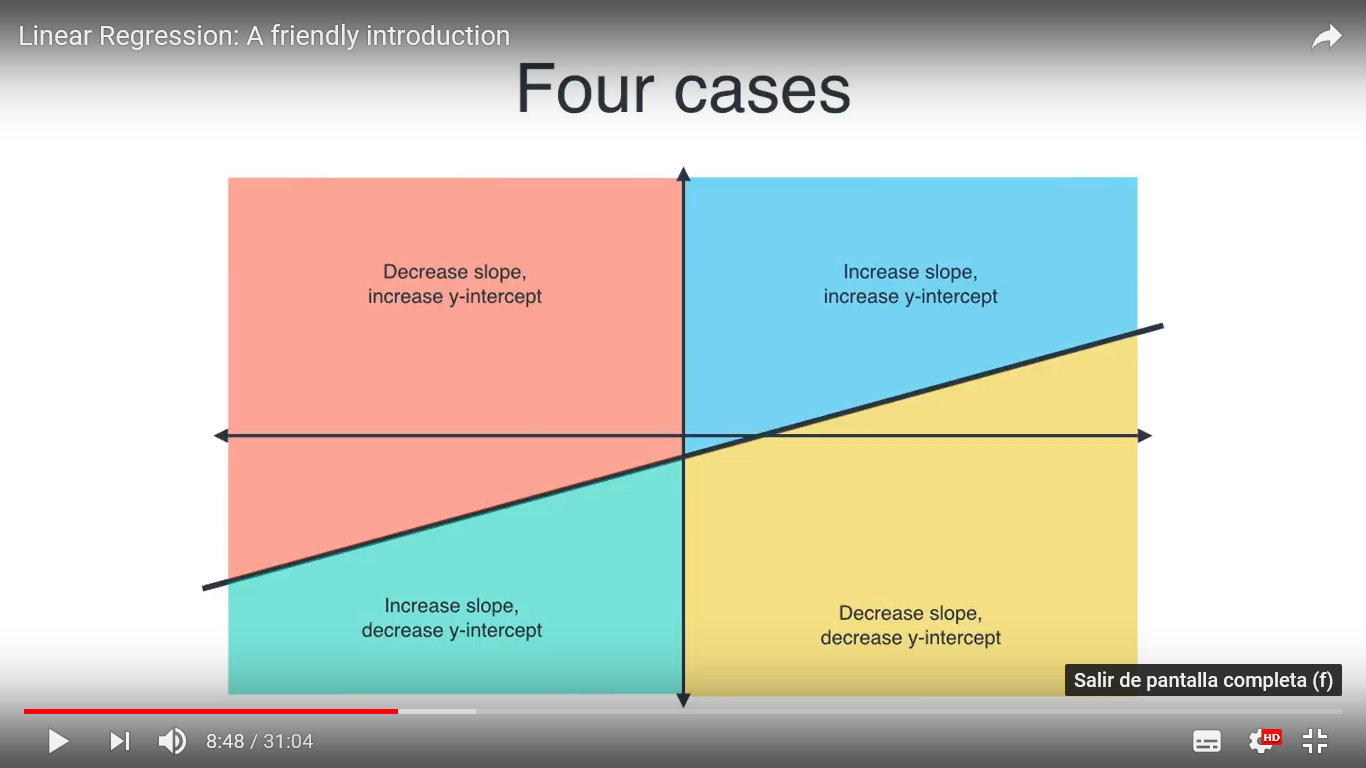 Linear Regression: A friendly introduction
Four cases
Decrease slope,
increase y-intercept
Increase slope,
increase y-intercept
Increase slope,
decrease y-intercept
Decrease slope,
decrease y-intercept
Salir de pantalla completa (f)
8:48 / 31:04
HD